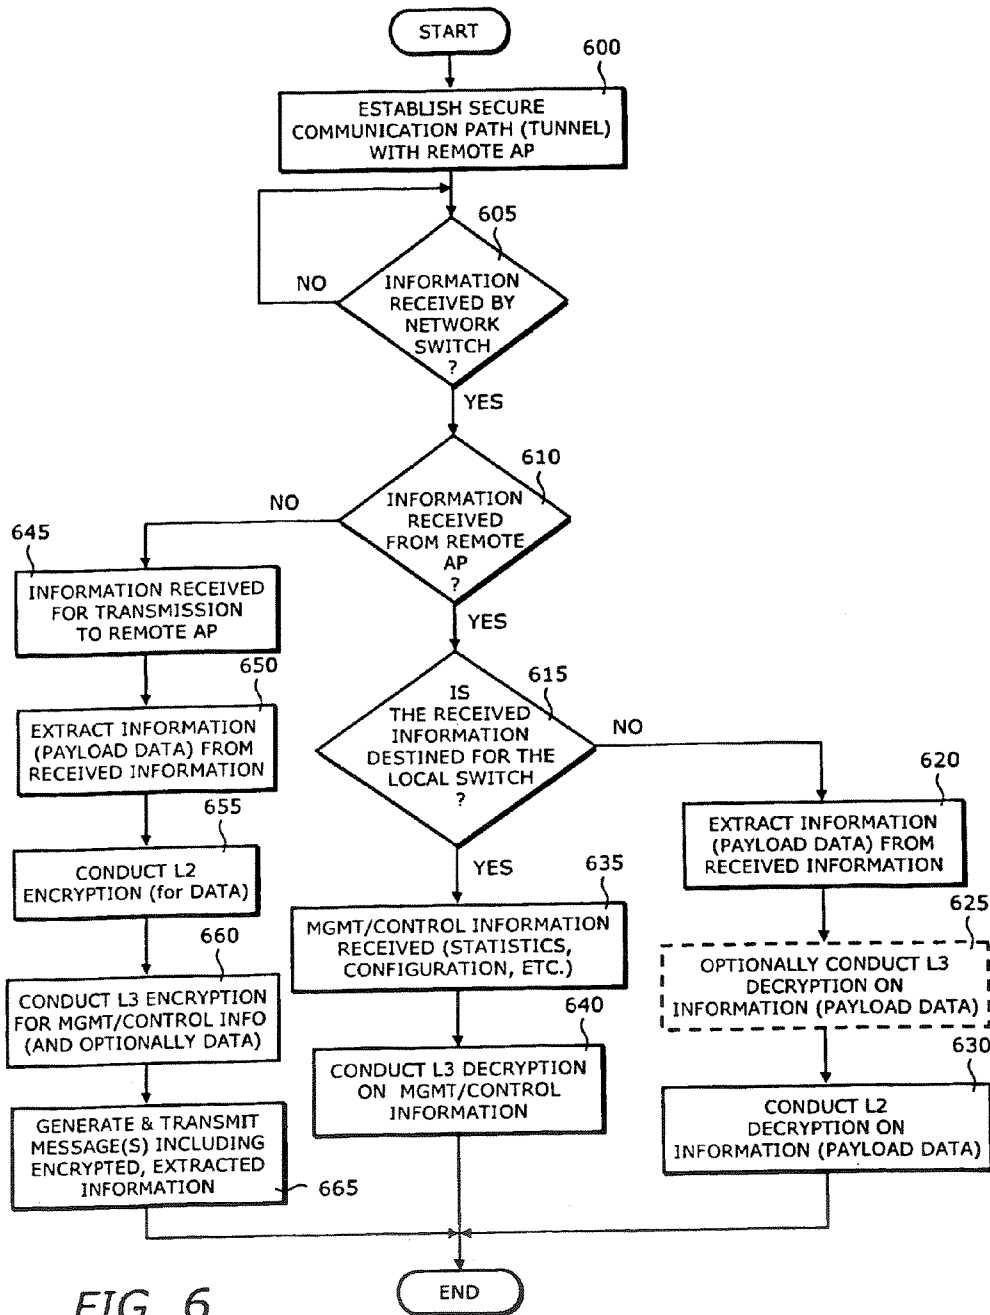 START
600
ESTABLISH SECURE
COMMUNICATION PATH (TUNNEL)
WITH REMOTE AP
605
NO
INFORMATION
RECEIVED BY
NETWORK
SWITCH
?
YES
610
NO
INFORMATION
RECEIVED
FROM REMOTE
AP
?
YES
645
INFORMATION RECEIVED
FOR TRANSMISSION
TO REMOTE AP
650
EXTRACT INFORMATION
(PAYLOAD DATA) FROM
RECEIVED INFORMATION
655
CONDUCT L2
ENCRYPTION (for DATA)
660
CONDUCT L3 ENCRYPTION
FOR MGMT/CONTROL INFO
(AND OPTIONALLY DATA)
GENERATE & TRANSMIT
MESSAGE(S) INCLUDING
ENCRYPTED, EXTRACTED
INFORMATION
665
615
IS
THE RECEIVED
INFORMATION
DESTINED FOR THE
LOCAL SWITCH
?
NO
YES
635
MGMT/CONTROL INFORMATION
RECEIVED (STATISTICS,
CONFIGURATION, ETC.)
640
CONDUCT L3 DECRYPTION
ON MGMT/CONTROL
INFORMATION
620
EXTRACT INFORMATION
(PAYLOAD DATA) FROM
RECEIVED INFORMATION
625
OPTIONALLY CONDUCT L3
DECRYPTION ON
INFORMATION (PAYLOAD DATA)
630
CONDUCT L2
DECRYPTION ON
INFORMATION (PAYLOAD DATA)
END
FIG. 6